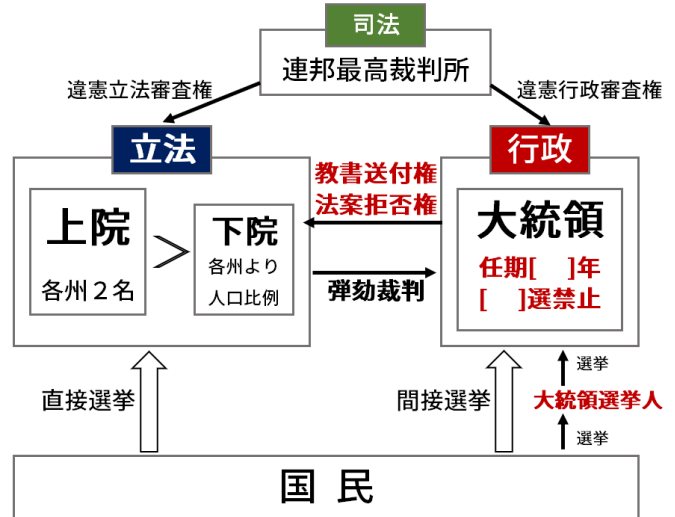 司法
連邦最高裁判所
違憲立法審査権
違憲行政審査権
立法
行政
上院
各州２名
＞
下院
各州より
人口比例
教書送付権
法案拒否権
弾劾裁判
大統領
任期[　]年
[　]選禁止
直接選挙
間接選挙
選挙
大統領選挙人
選挙
国 民